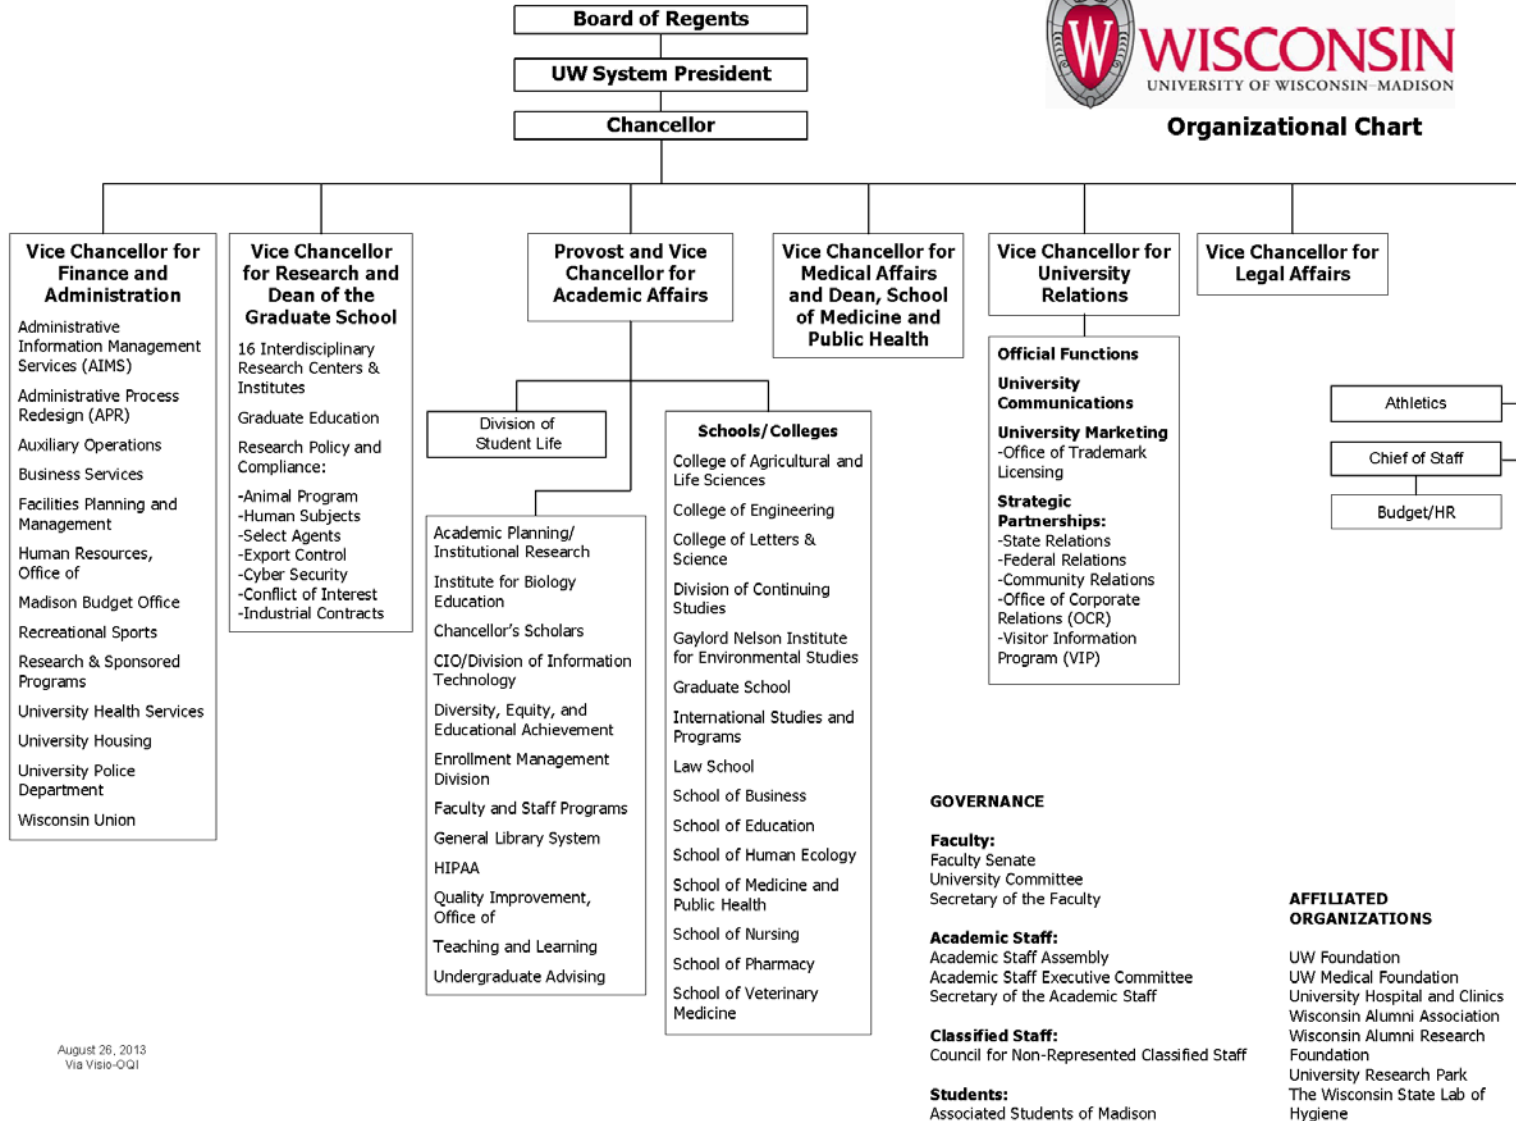 Board of Regents
UW System President
Chancellor
W
WISCONSIN
UNIVERSITY OF WISCONSIN–MADISON
Organizational Chart
Vice Chancellor for
Finance and
Administration
Administrative
Information Management
Services (AIMS)
Administrative Process
Redesign (APR)
Auxiliary Operations
Business Services
Facilities Planning and
Management
Human Resources,
Office of
Madison Budget Office
Recreational Sports
Research & Sponsored
Programs
University Health Services
University Housing
University Police
Department
Wisconsin Union
Vice Chancellor
for Research and
Dean of the
Graduate School
16 Interdisciplinary
Research Centers &
Institutes
Graduate Education
Research Policy and
Compliance:
-Animal Program
-Human Subjects
-Select Agents
-Export Control
-Cyber Security
-Conflict of Interest
-Industrial Contracts
Provost and Vice
Chancellor for
Academic Affairs
Division of
Student Life
Academic Planning/
Institutional Research
Institute for Biology
Education
Chancellor's Scholars
CIO/Division of Information
Technology
Diversity, Equity, and
Educational Achievement
Enrollment Management
Division
Faculty and Staff Programs
General Library System
HIPAA
Quality Improvement,
Office of
Teaching and Learning
Undergraduate Advising
Schools/Colleges
College of Agricultural and
Life Sciences
College of Engineering
College of Letters &
Science
Division of Continuing
Studies
Gaylord Nelson Institute
for Environmental Studies
Graduate School
International Studies and
Programs
Law School
School of Business
School of Education
School of Human Ecology
School of Medicine and
Public Health
School of Nursing
School of Pharmacy
School of Veterinary
Medicine
Vice Chancellor for
Medical Affairs
and Dean, School
of Medicine and
Public Health
Vice Chancellor for
University
Relations
Official Functions
University
Communications
University Marketing
-Office of Trademark
Licensing
Strategic
Partnerships:
-State Relations
-Federal Relations
-Community Relations
-Office of Corporate
Relations (OCR)
-Visitor Information
Program (VIP)
Vice Chancellor for
Legal Affairs
Athletics
Chief of Staff
Budget/HR
GOVERNANCE
Faculty:
Faculty Senate
University Committee
Secretary of the Faculty
Academic Staff:
Academic Staff Assembly
Academic Staff Executive Committee
Secretary of the Academic Staff
Classified Staff:
Council for Non-Represented Classified Staff
Students:
Associated Students of Madison
AFFILIATED
ORGANIZATIONS
UW Foundation
UW Medical Foundation
University Hospital and Clinics
Wisconsin Alumni Association
Wisconsin Alumni Research
Foundation
University Research Park
The Wisconsin State Lab of
Hygiene
August 26, 2013
Via Visio-OQI